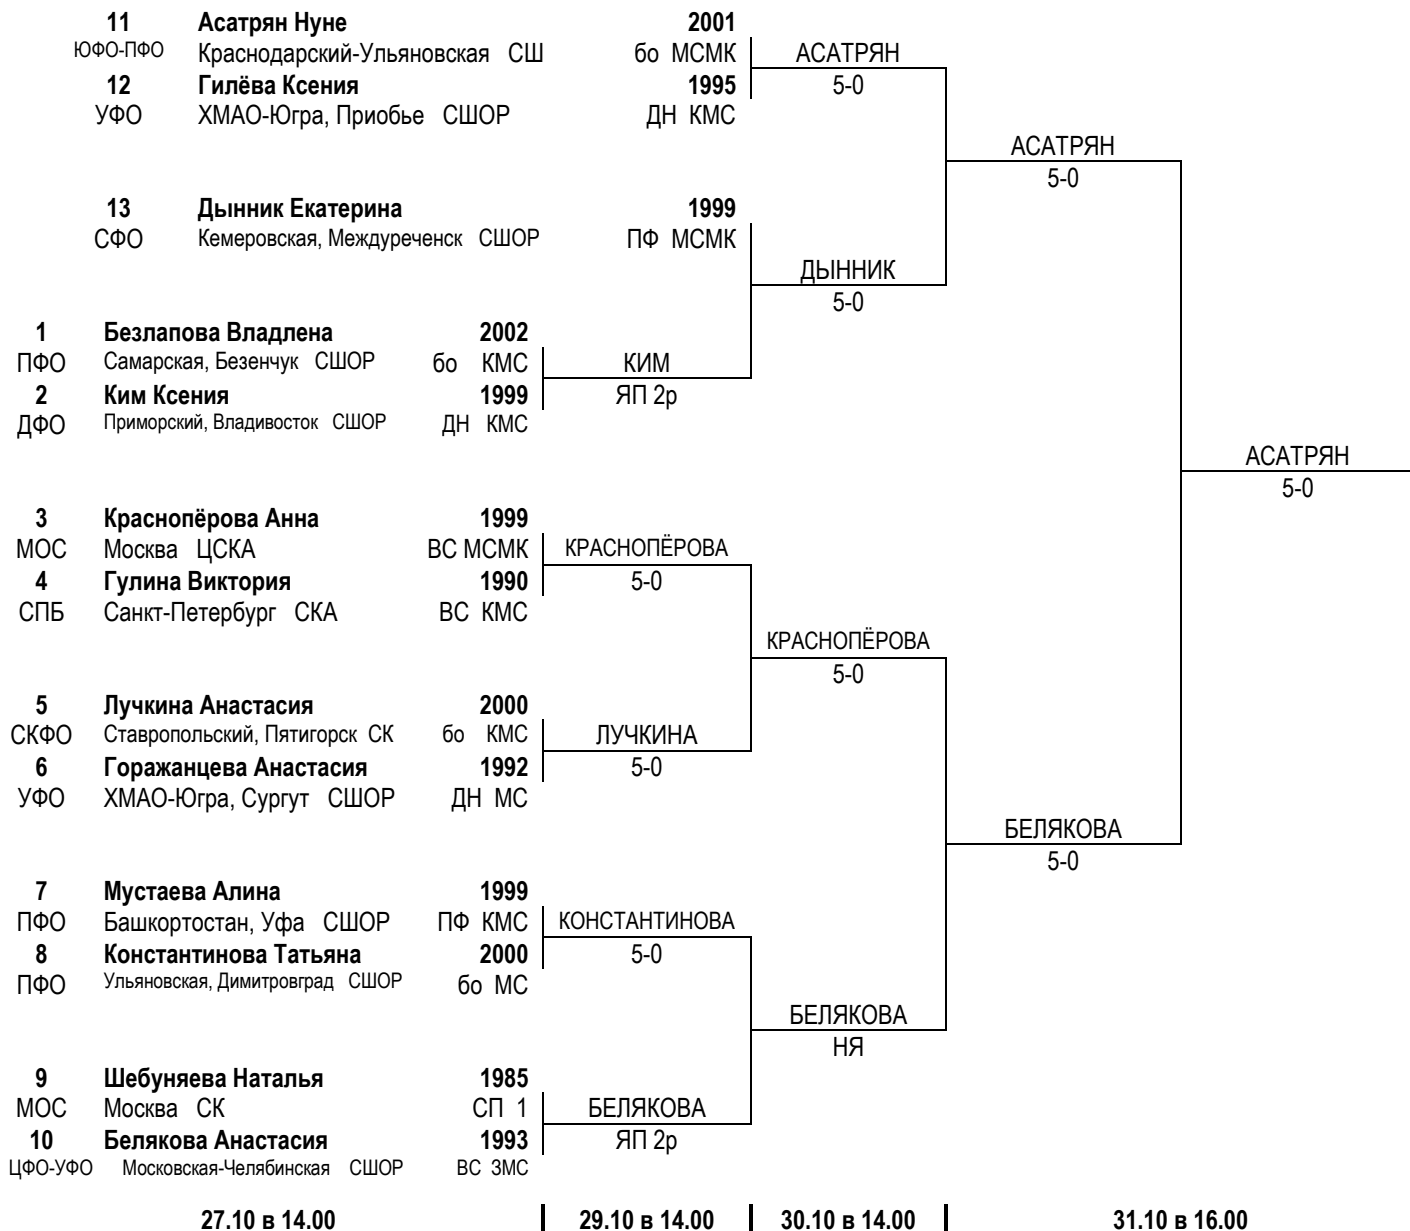 11 Асатрян Нуне 2001
ЮФО-ПФО Краснодарский-Ульяновская СШ бо МСМК АСАТРЯН
12 Гилёва Ксения 1995 5-0
УФО ХМАО-Югра, Приобье СШОР ДН КМС
АСАТРЯН
5-0
13 Дынник Екатерина 1999
СФО Кемеровская, Междуреченск СШОР ПФ МСМК
ДЫННИК
5-0
1 Безлапова Владлена 2002
ПФО Самарская, Безенчук СШОР бо КМС КИМ
2 Ким Ксения 1999 ЯП 2р
ДФО Приморский, Владивосток СШОР ДН КМС
АСАТРЯН
5-0
3 Краснопёрова Анна 1999
МОС Москва ЦСКА ВС МСМК КРАСНОПЁРОВА
4 Гулина Виктория 1990 5-0
СПБ Санкт-Петербург СКА ВС КМС
КРАСНОПЁРОВА
5-0
5 Лучкина Анастасия 2000
СКФО Ставропольский, Пятигорск СК бо КМС ЛУЧКИНА
6 Горажанцева Анастасия 1992 5-0
УФО ХМАО-Югра, Сургут СШОР ДН МС
БЕЛЯКОВА
5-0
7 Мустаева Алина 1999
ПФО Башкортостан, Уфа СШОР ПФ КМС КОНСТАНТИНОВА
8 Константинова Татьяна 2000 5-0
ПФО Ульяновская, Димитровград СШОР бо МС
БЕЛЯКОВА
НЯ
9 Шебуняева Наталья 1985
МОС Москва СК СП 1 БЕЛЯКОВА
10 Белякова Анастасия 1993 ЯП 2р
ЦФО-УФО Московская-Челябинская СШОР ВС ЗМС
27.10 в 14.00 29.10 в 14.00 30.10 в 14.00 31.10 в 16.00